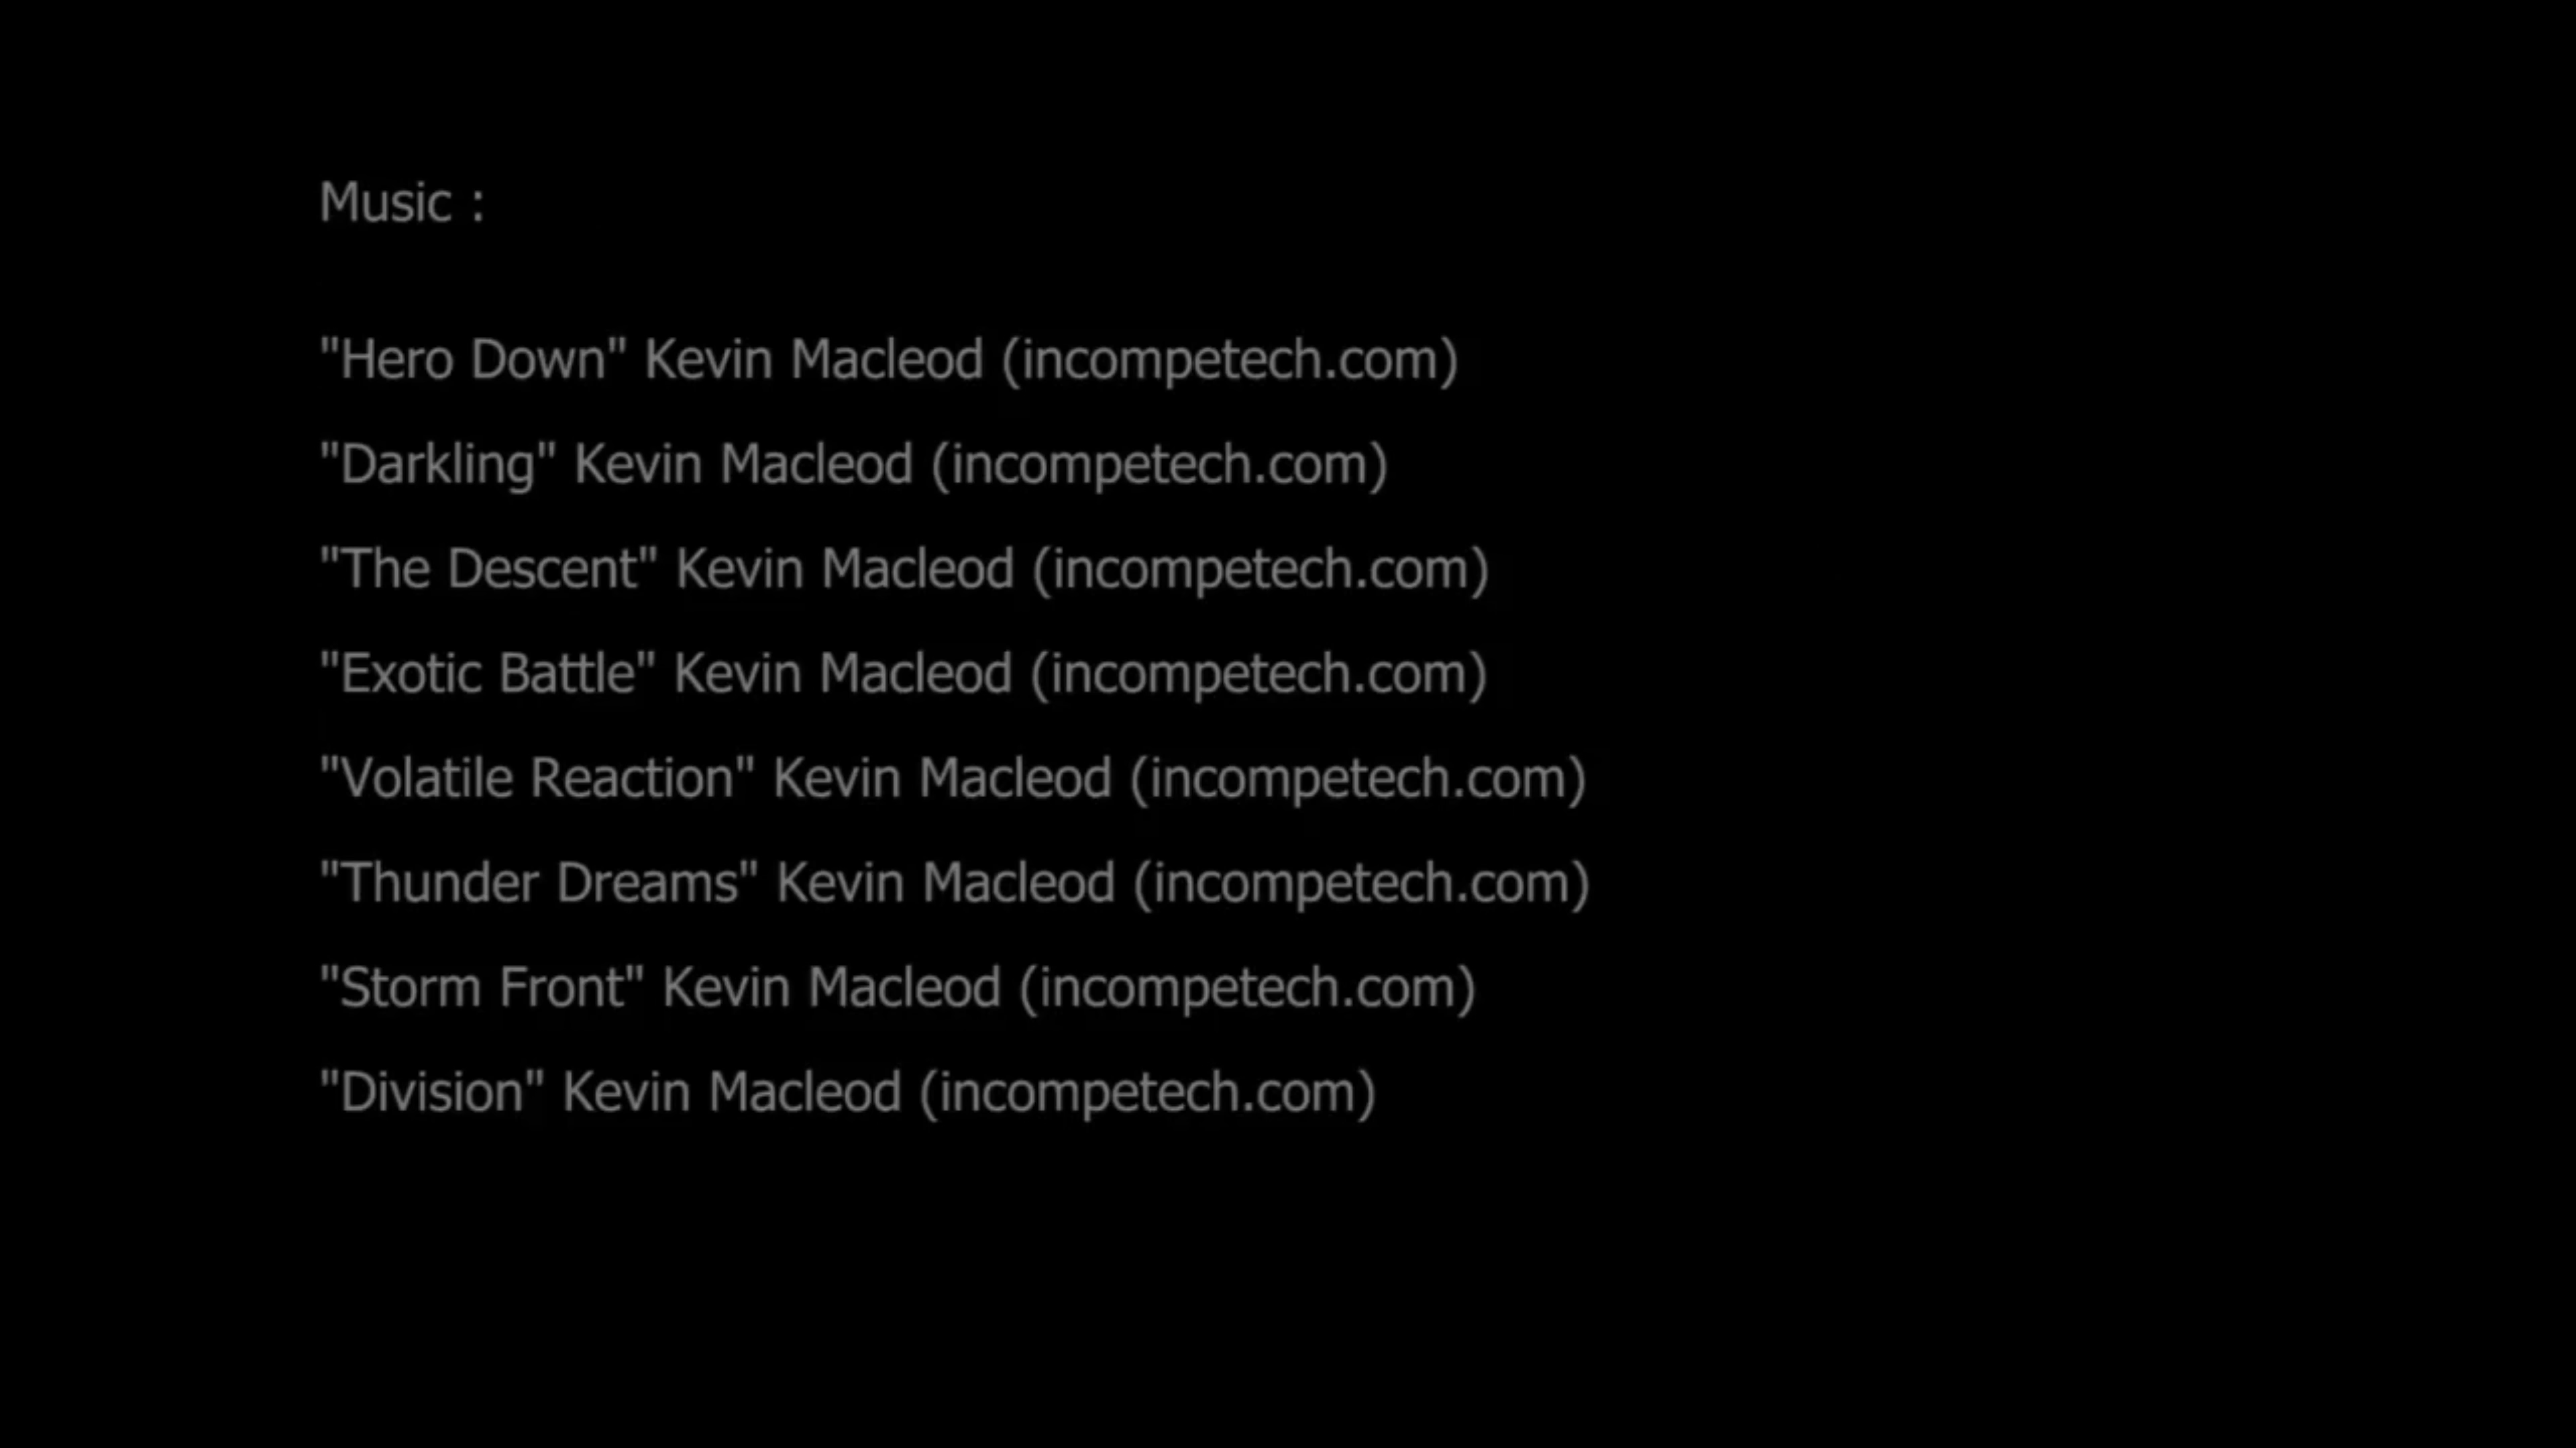 Music :
"Hero Down" Kevin Macleod (incompetech.com)
"Darkling" Kevin Macleod (incompetech.com)
"The Descent" Kevin Macleod (incompetech.com)
"Exotic Battle" Kevin Macleod (incompetech.com)
"Volatile Reaction" Kevin Macleod (incompetech.com)
"Thunder Dreams" Kevin Macleod (incompetech.com)
"Storm Front" Kevin Macleod (incompetech.com)
"Division" Kevin Macleod (incompetech.com)